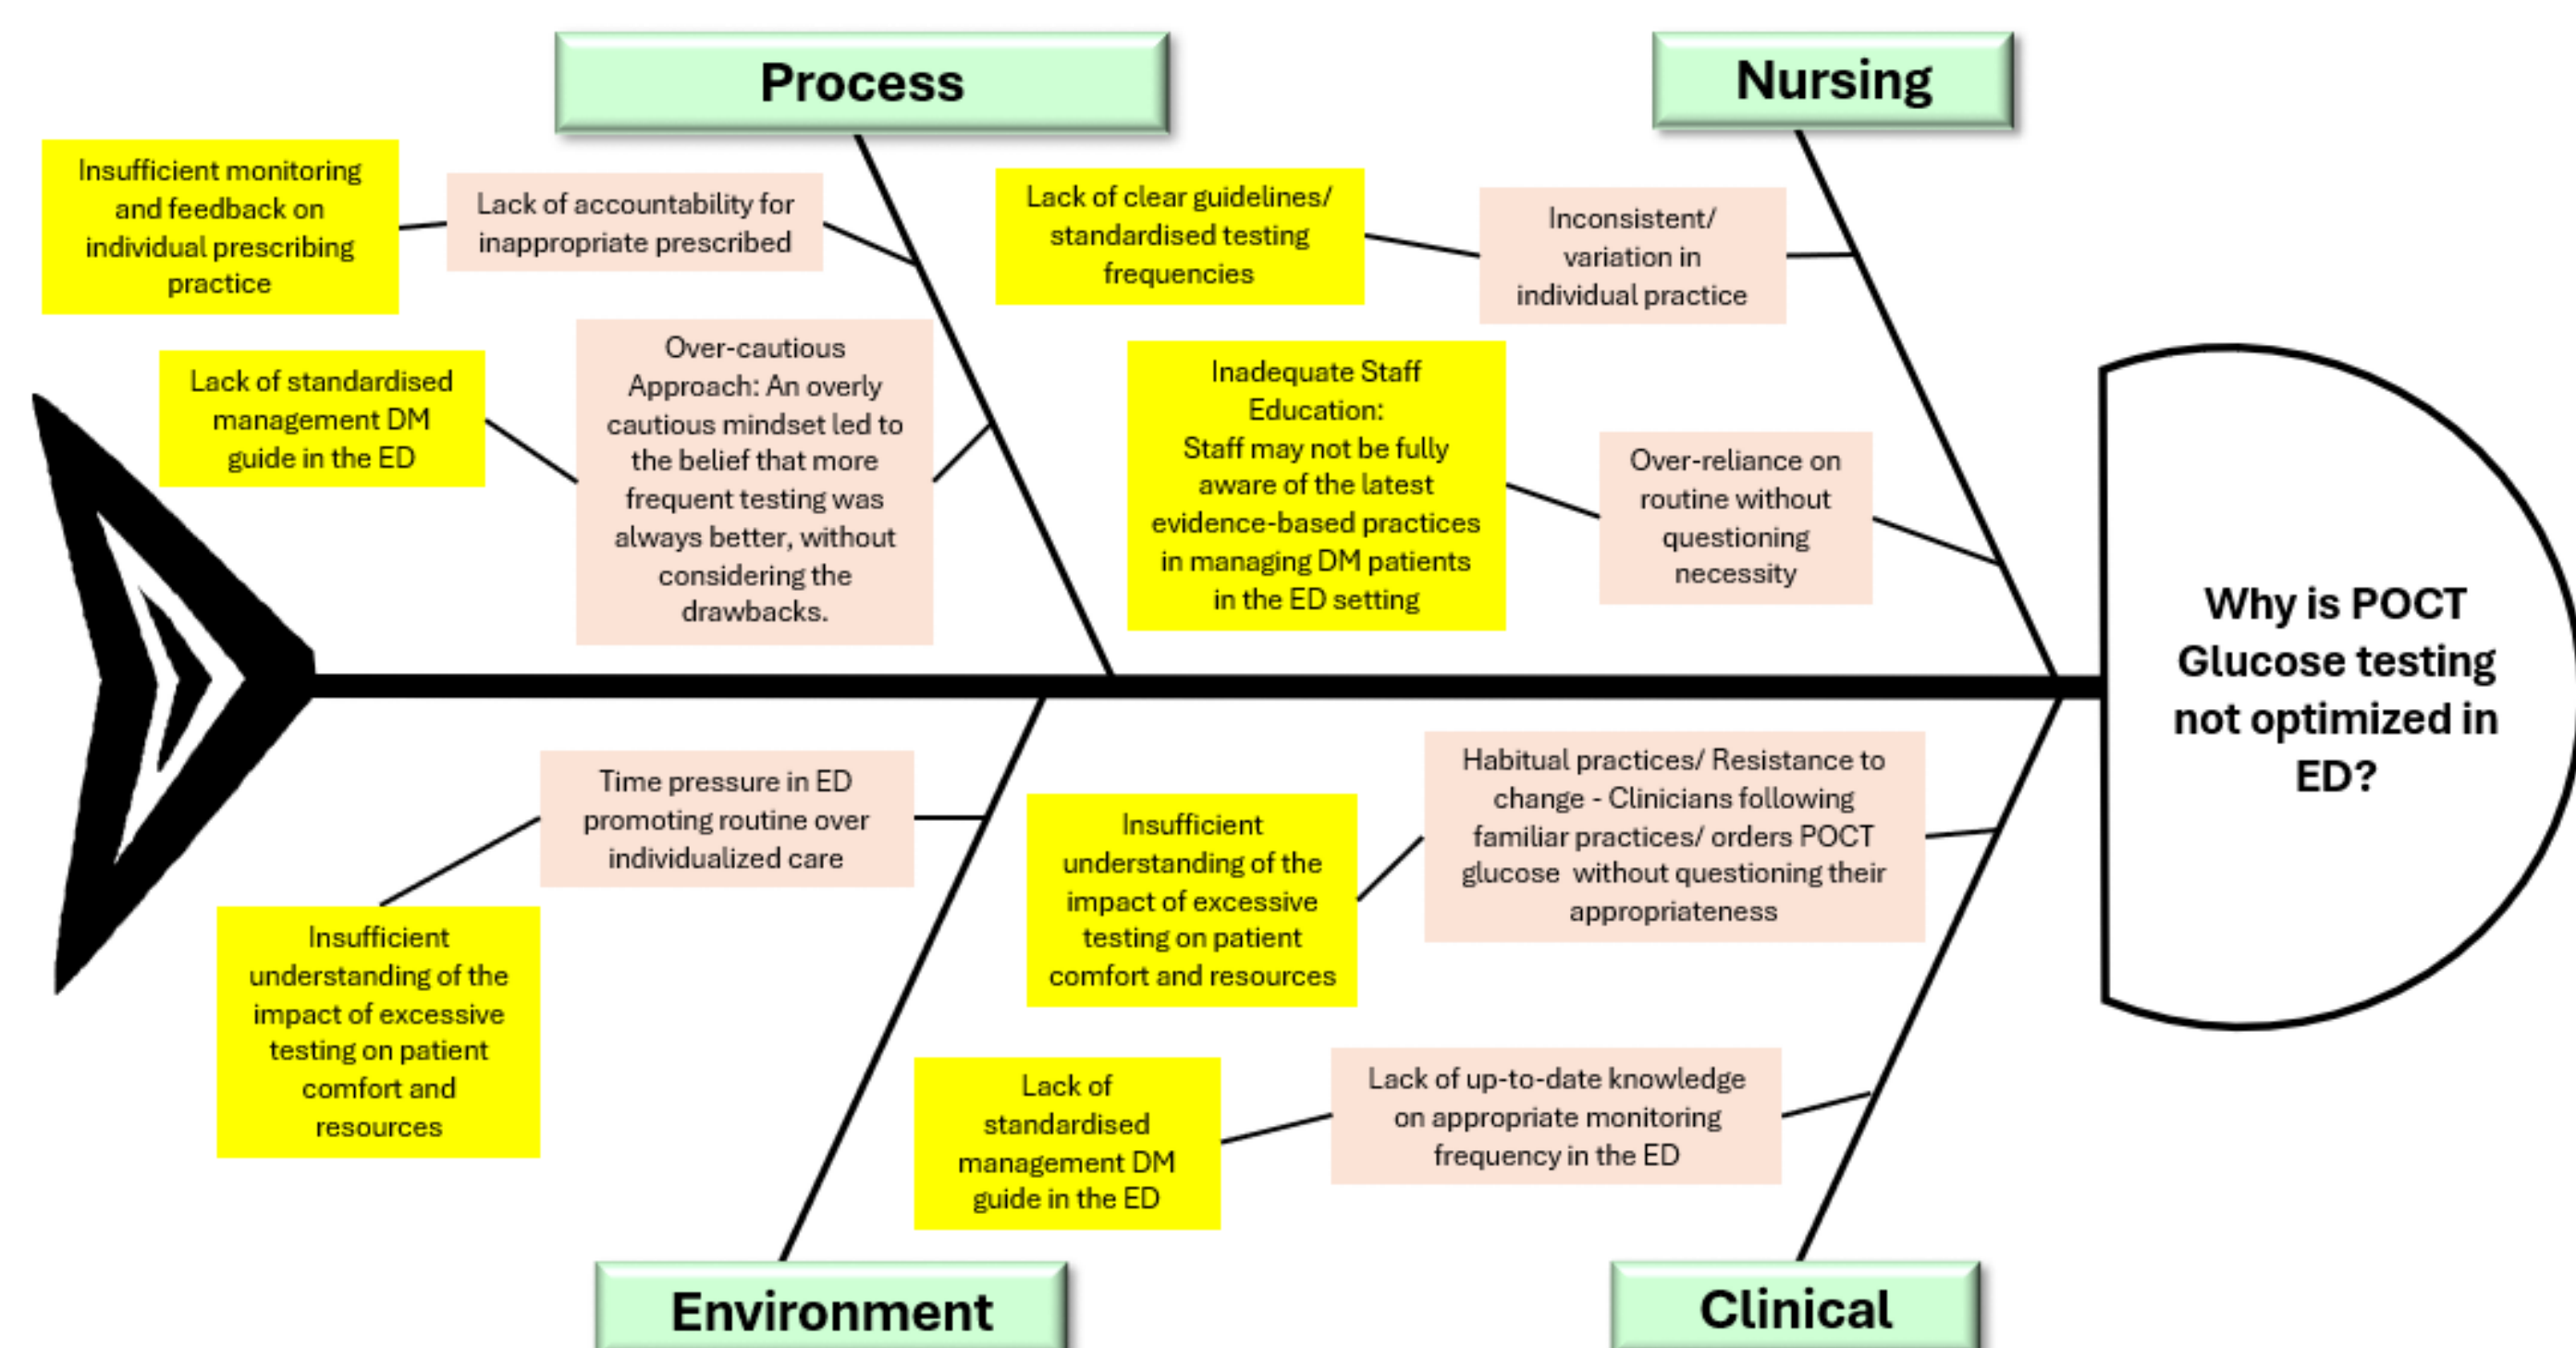 Process
Nursing
Insufficient monitoring
and feedback on
individual prescribing
practice
Lack of accountability for
inappropriate prescribed
Lack of standardised
management DM
guide in the ED
Over-cautious
Approach: An overly
cautious mindset led to
the belief that more
frequent testing was
always better, without
considering the
drawbacks.
Lack of clear guidelines/
standardised testing
frequencies
Inconsistent/
variation in
individual practice
Inadequate Staff
Education:
Staff may not be fully
aware of the latest
evidence-based practices
in managing DM patients
in the ED setting
Over-reliance on
routine without
questioning
necessity
Why is POCT
Glucose testing
not optimized in
ED?
Time pressure in ED
promoting routine over
individualized care
Insufficient
understanding of the
impact of excessive
testing on patient
comfort and
resources
Insufficient
understanding of the
impact of excessive
testing on patient
comfort and resources
Habitual practices/ Resistance to
change - Clinicians following
familiar practices/ orders POCT
glucose  without questioning their
appropriateness
Lack of
standardised
management DM
guide in the ED
Lack of up-to-date knowledge
on appropriate monitoring
frequency in the ED
Environment
Clinical